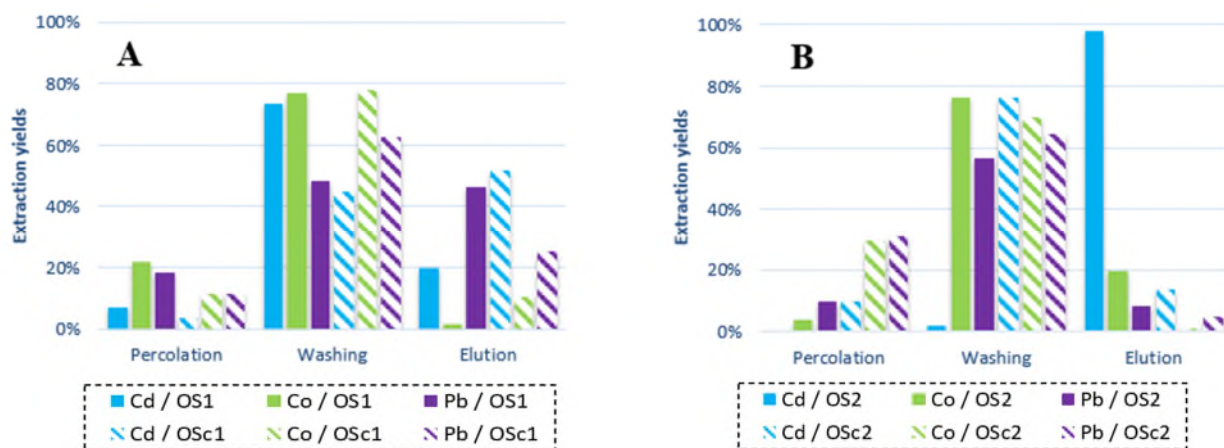 A
Extraction yields
100%
80%
60%
40%
20%
0%
Percolation Washing Elution
Cd / OS1 Co / OS1 Pb / OS1
Cd / OSc1 Co / OSc1 Pb / OSc1
B
Extraction yields
100%
80%
60%
40%
20%
0%
Percolation Washing Elution
Cd / OS2 Co / OS2 Pb / OS2
Cd / OSc2 Co / OSc2 Pb / OSc2